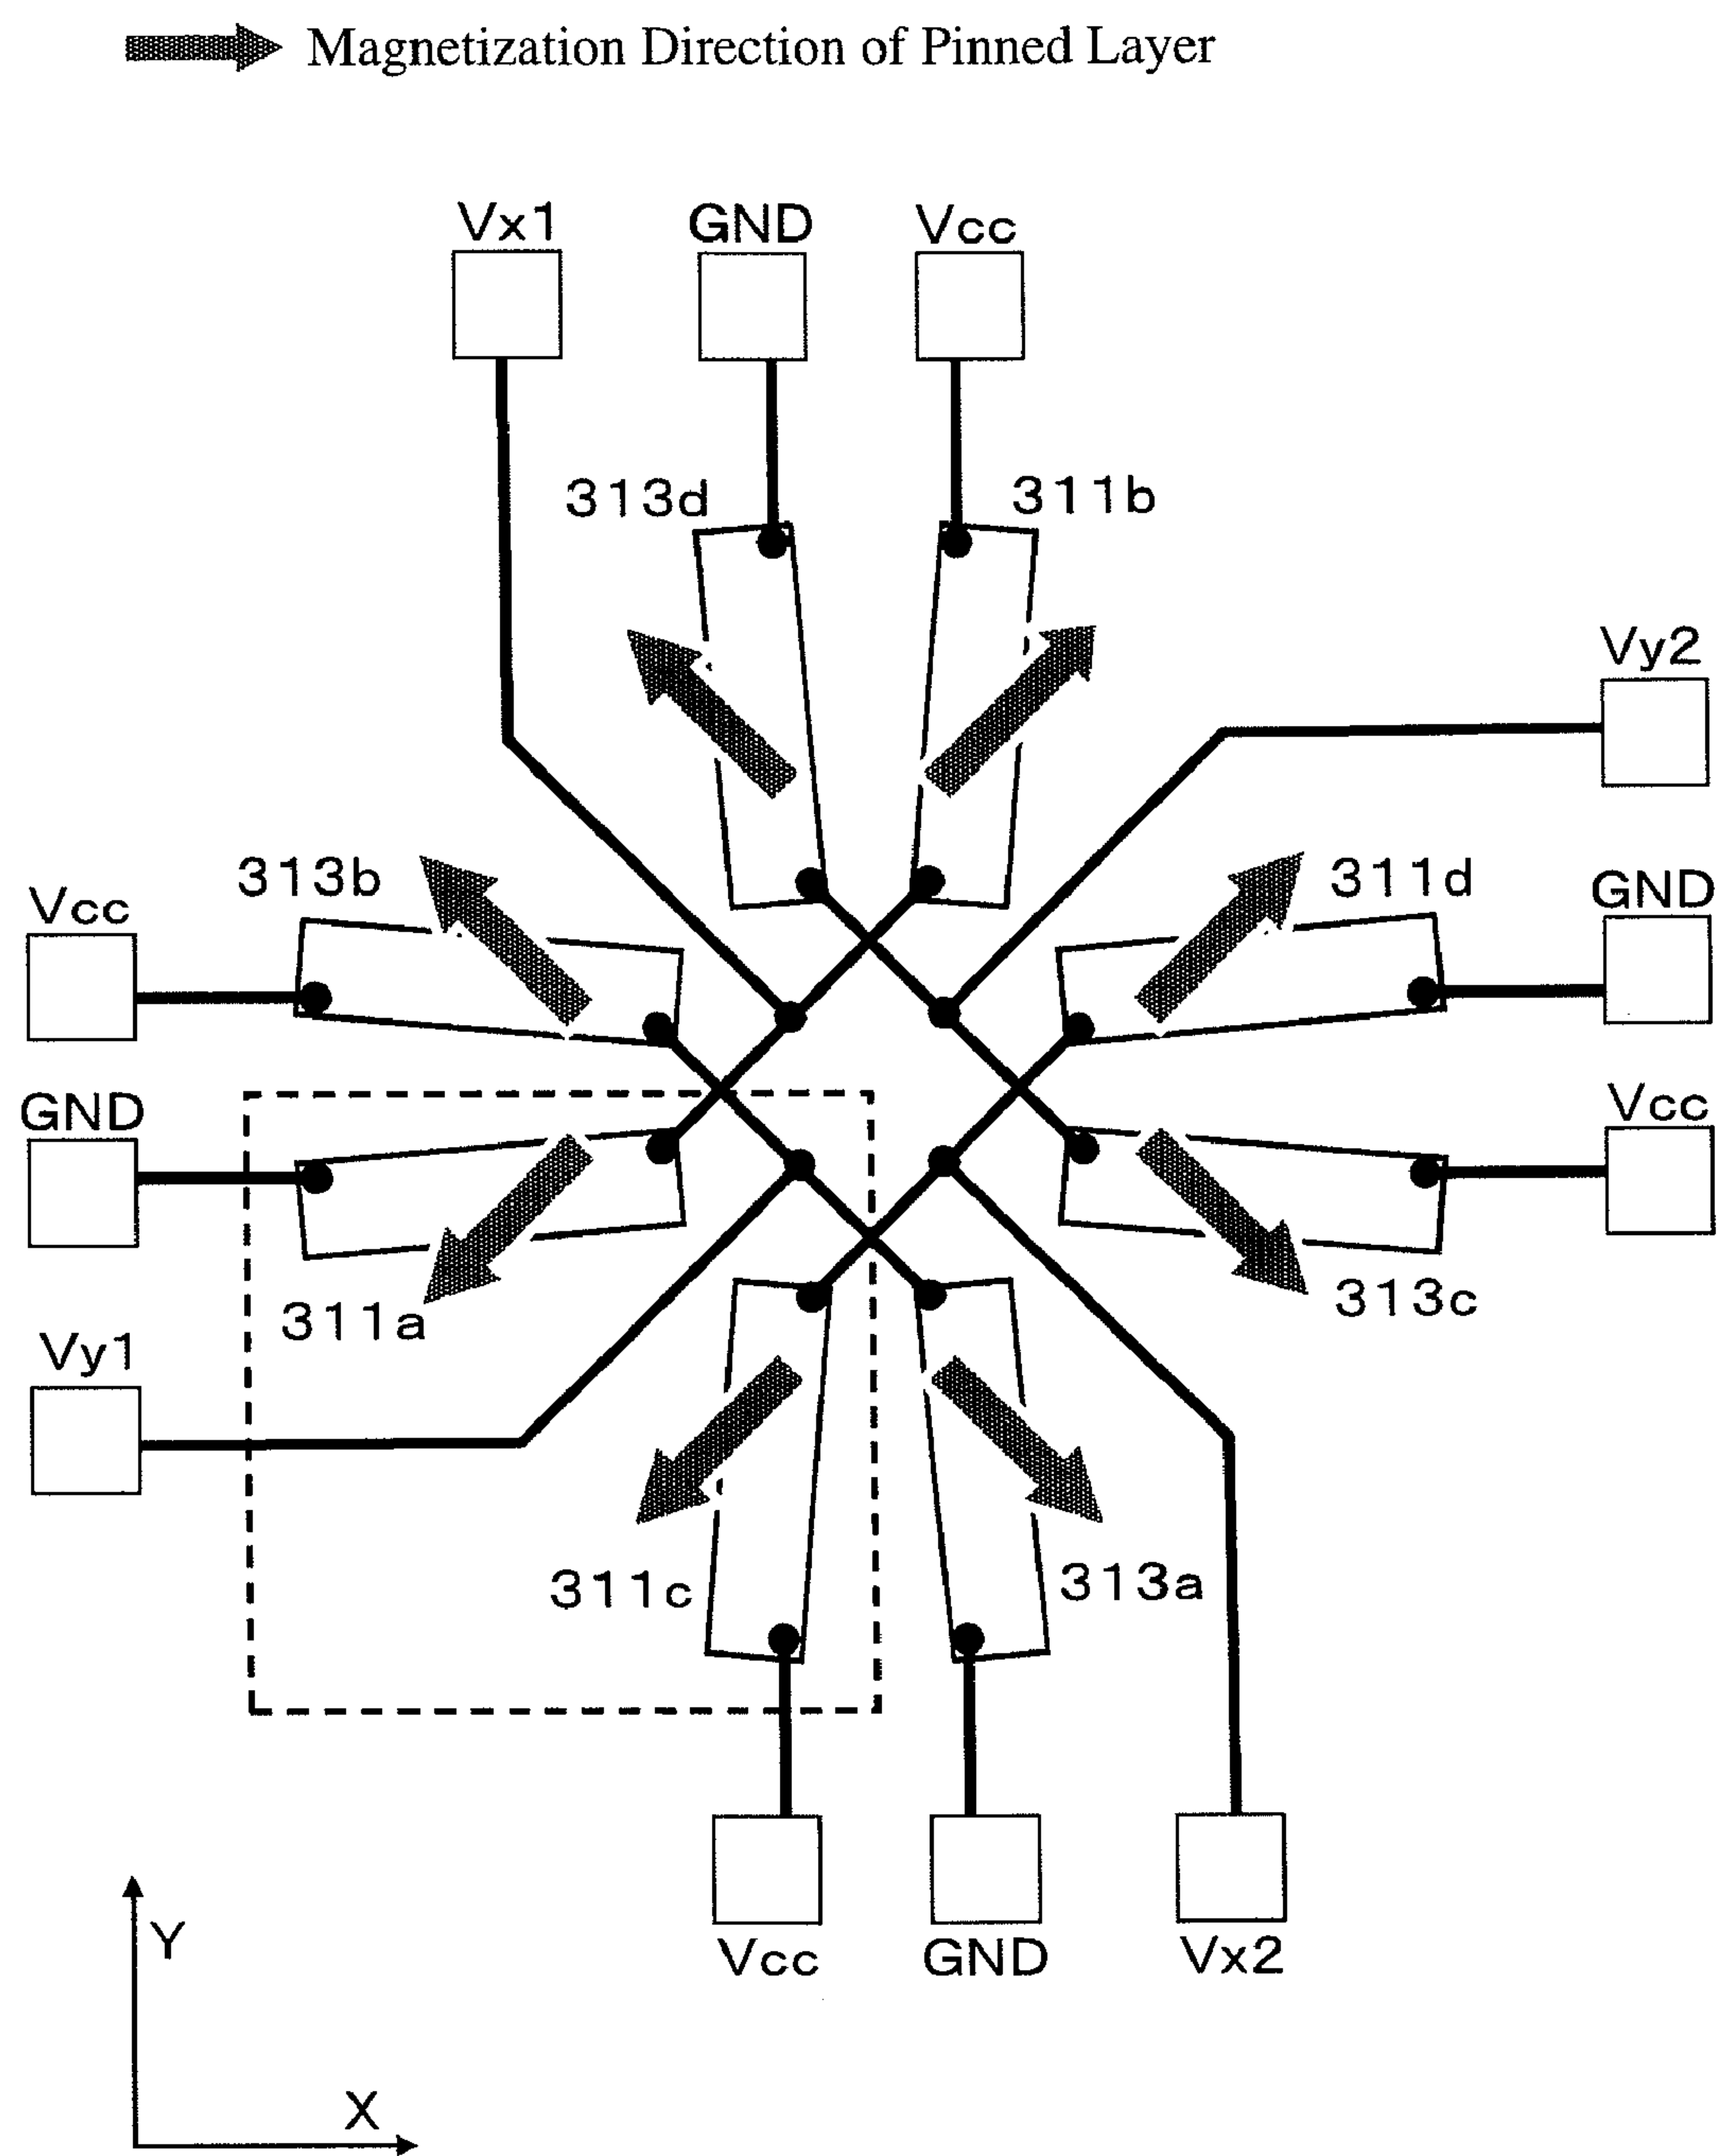 Magnetization Direction of Pinned Layer
Vx1
GND
Vcc
313d
311b
Vy2
313b
311d
Vcc
GND
GND
Vcc
311a
313c
Vy1
311c
313a
Vcc
GND
Vx2
Y
X